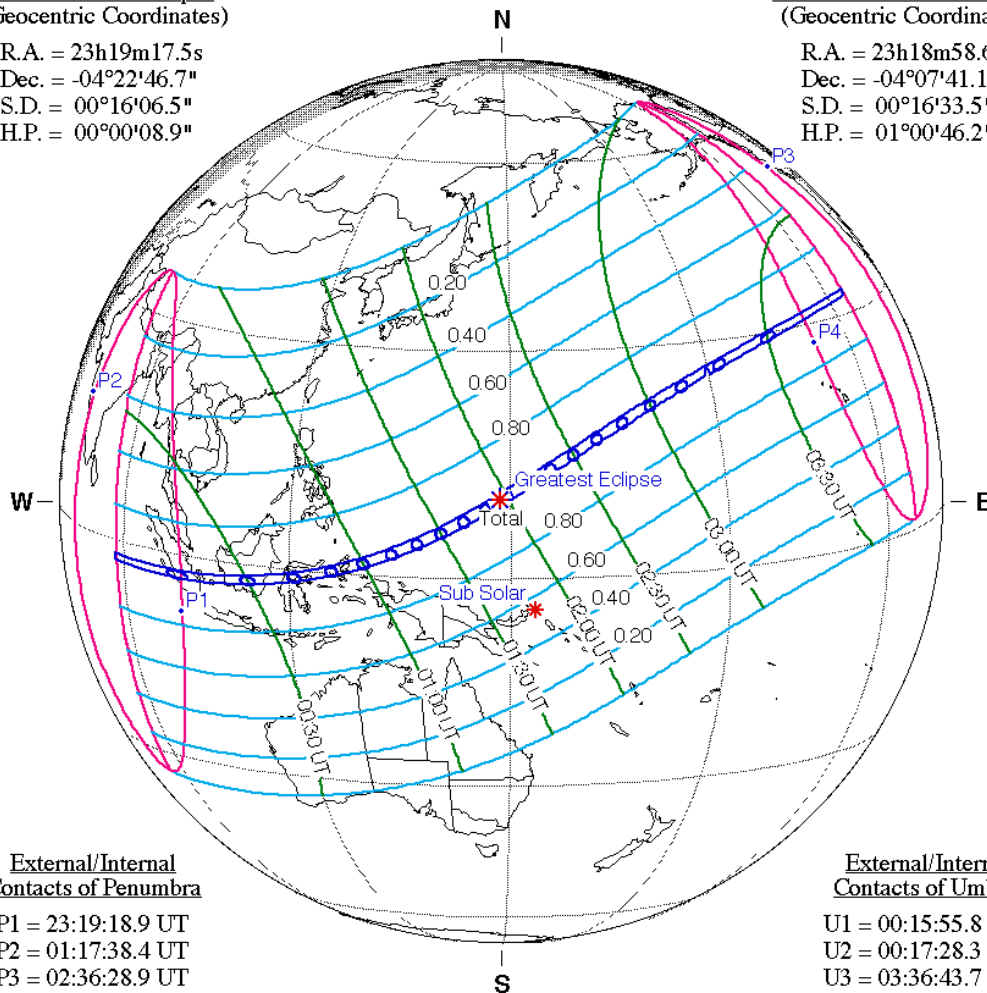 Geocentric Coordinates)
R.A. = 23h19m17.5s
Dec. = -04°22'46.7"
S.D. = 00°16'06.5"
H.P. = 00°00'08.9"
N
(Geocentric Coordina
R.A. = 23h18m58.6
Dec. = -04°07'41.1
S.D. = 00°16'33.5'
H.P. = 01°00'46.2'
P3
0.20
0.40
P4
P2
0.60
0.80
Greatest Eclipse
W
E
Total
0.80
03:30 UT
03:00 UT
0.60
02:30 UT
Sub Solar
0.40
P1
02:00 UT
0.20
01:30 UT
01:00 UT
00:30 UT
External/Internal
Contacts of Penumbra
P1 = 23:19:18.9 UT
P2 = 01:17:38.4 UT
P3 = 02:36:28.9 UT
S
External/Intern
Contacts of Um
U1 = 00:15:55.8
U2 = 00:17:28.3
U3 = 03:36:43.7